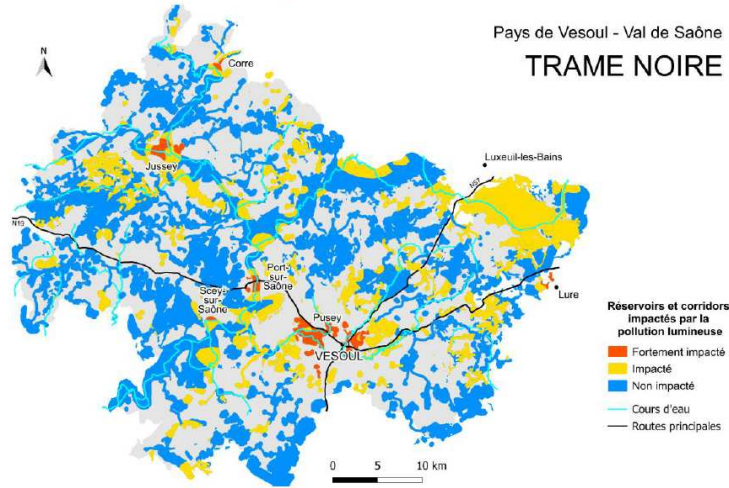 Pays de Vesoul - Val de Saône
TRAME NOIRE
N
Corre
Jussey
Luxeuil-les-Bains
N57
N19
Port-
sur-
Saône
Scey-
sur-
Saône
Pusey
VESOUL
Lure
Réservoirs et corridors
impactés par la
pollution lumineuse
Fortement impacté
Impacté
Non impacté
Cours d'eau
Routes principales
0 5 10 km